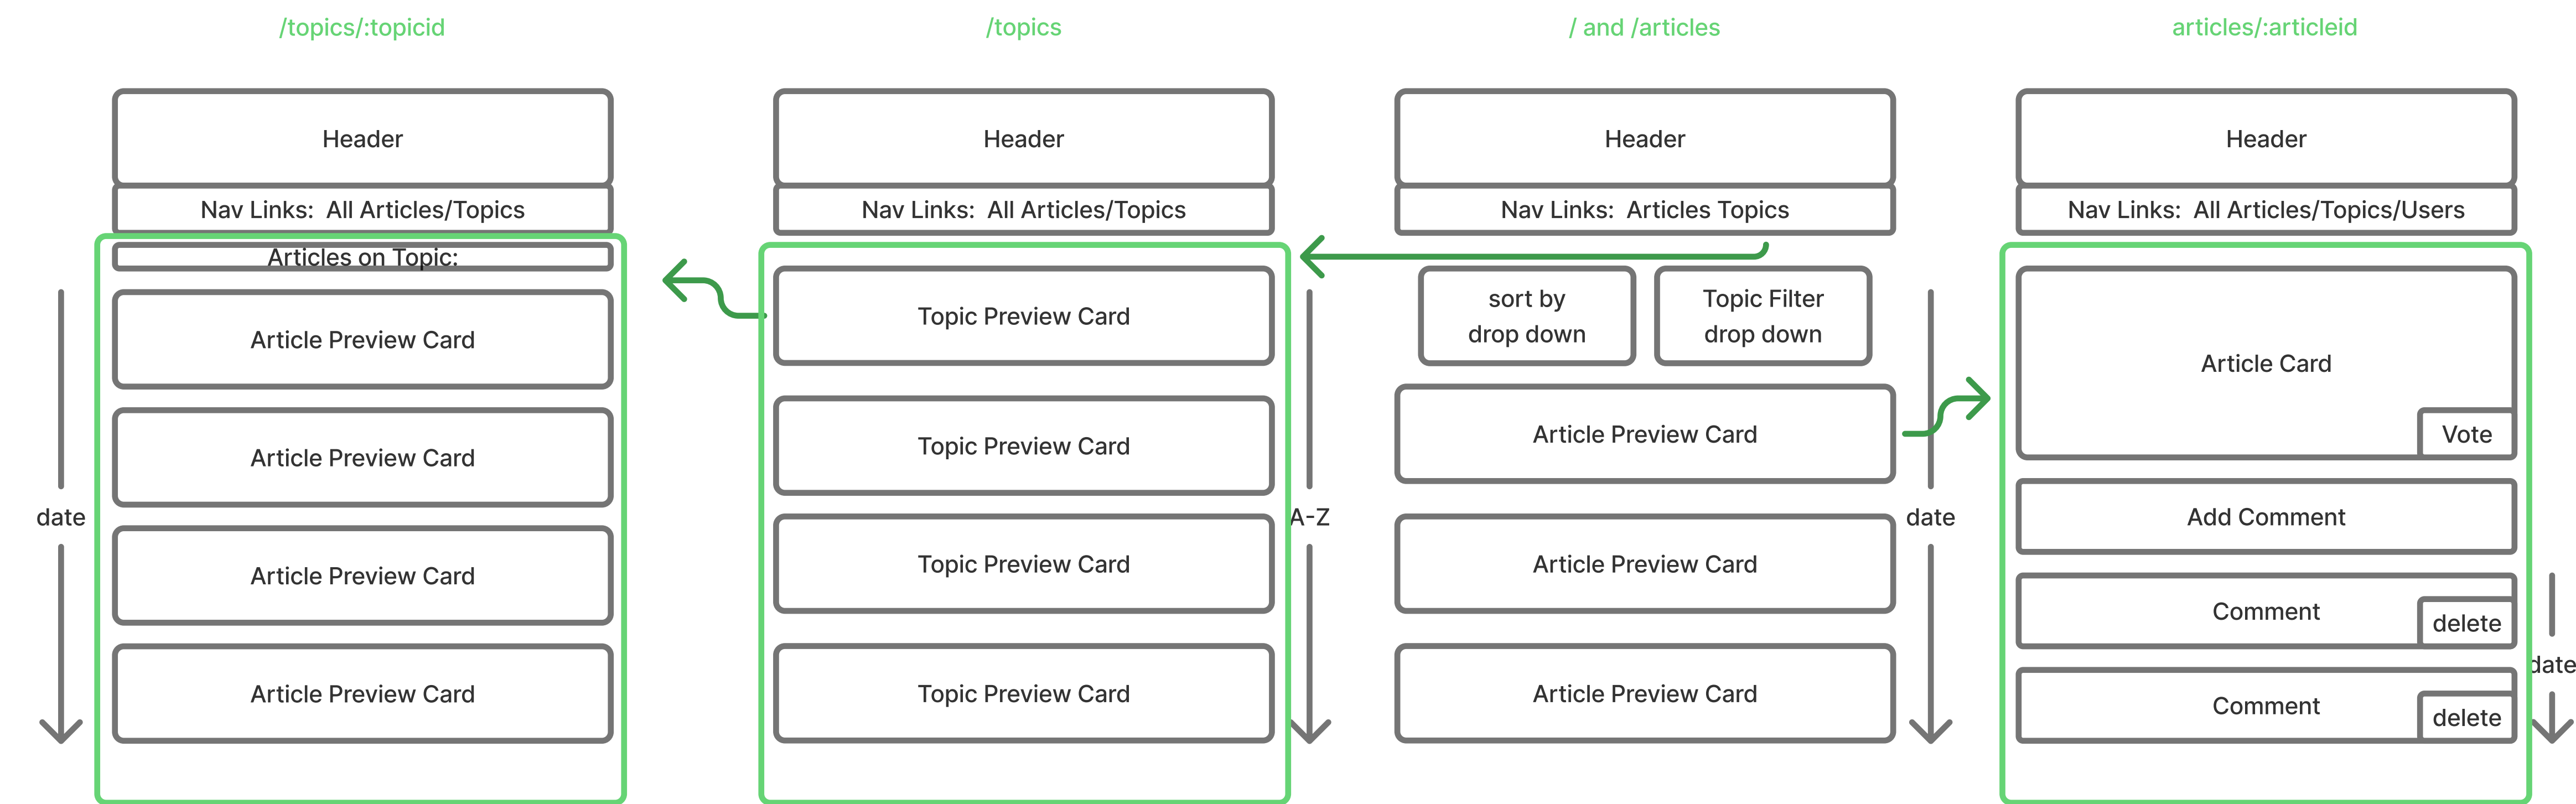 /topics/:topicid
Header
Nav Links: All Articles/Topics
Articles on Topic:
Article Preview Card
Article Preview Card
Article Preview Card
Article Preview Card
date
/topics
Header
Nav Links: All Articles/Topics
Topic Preview Card
Topic Preview Card
Topic Preview Card
Topic Preview Card
A-Z
/ and /articles
Header
Nav Links: Articles Topics
sort by
drop down
Topic Filter
drop down
Article Preview Card
Article Preview Card
Article Preview Card
date
articles/:articleid
Header
Nav Links: All Articles/Topics/Users
Article Card
Vote
Add Comment
Comment
delete
Comment
delete
date